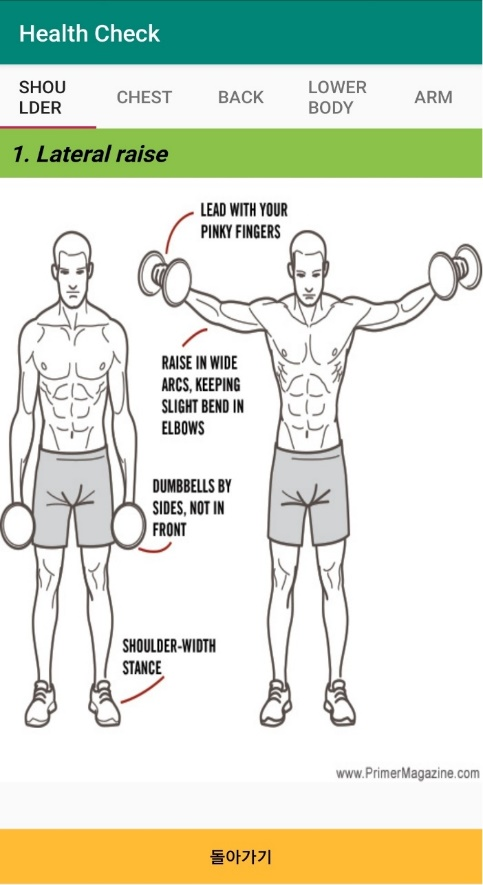 Health Check
SHOU
LDER
CHEST
BACK
LOWER
BODY
ARM
1. Lateral raise
LEAD WITH YOUR
PINKY FINGERS
RAISE IN WIDE
ARCS, KEEPING
SLIGHT BEND IN
ELBOWS
DUMBBELLS BY
SIDES, NOT IN
FRONT
SHOULDER-WIDTH
STANCE
www.PrimerMagazine.com
돌아가기